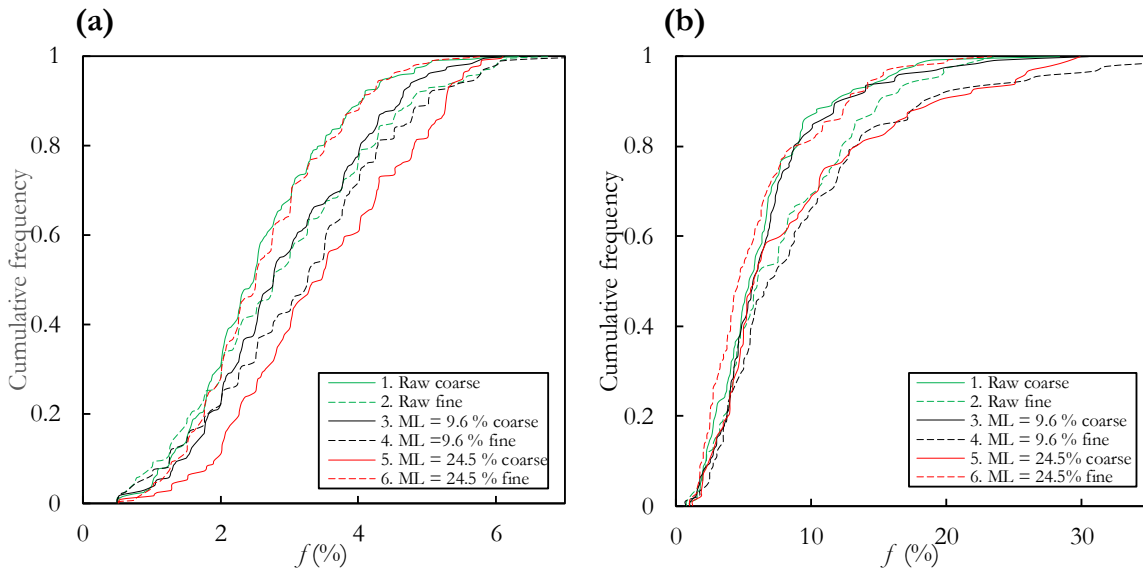 (a)
1
0.8
0.6
0.4
0.2
0
Cumulative frequency
1. Raw coarse
2. Raw fine
3. ML = 9.6 % coarse
4. ML =9.6 % fine
5. ML = 24.5 % coarse
6. ML = 24.5 % fine
0
2
4
6
f (%)
(b)
1
0.8
0.6
0.4
0.2
0
Cumulative frequency
1. Raw coarse
2. Raw fine
3. ML = 9.6 % coarse
4. ML = 9.6 % fine
5. ML = 24.5% coarse
6. ML = 24.5% fine
0
10
20
30
f (%)